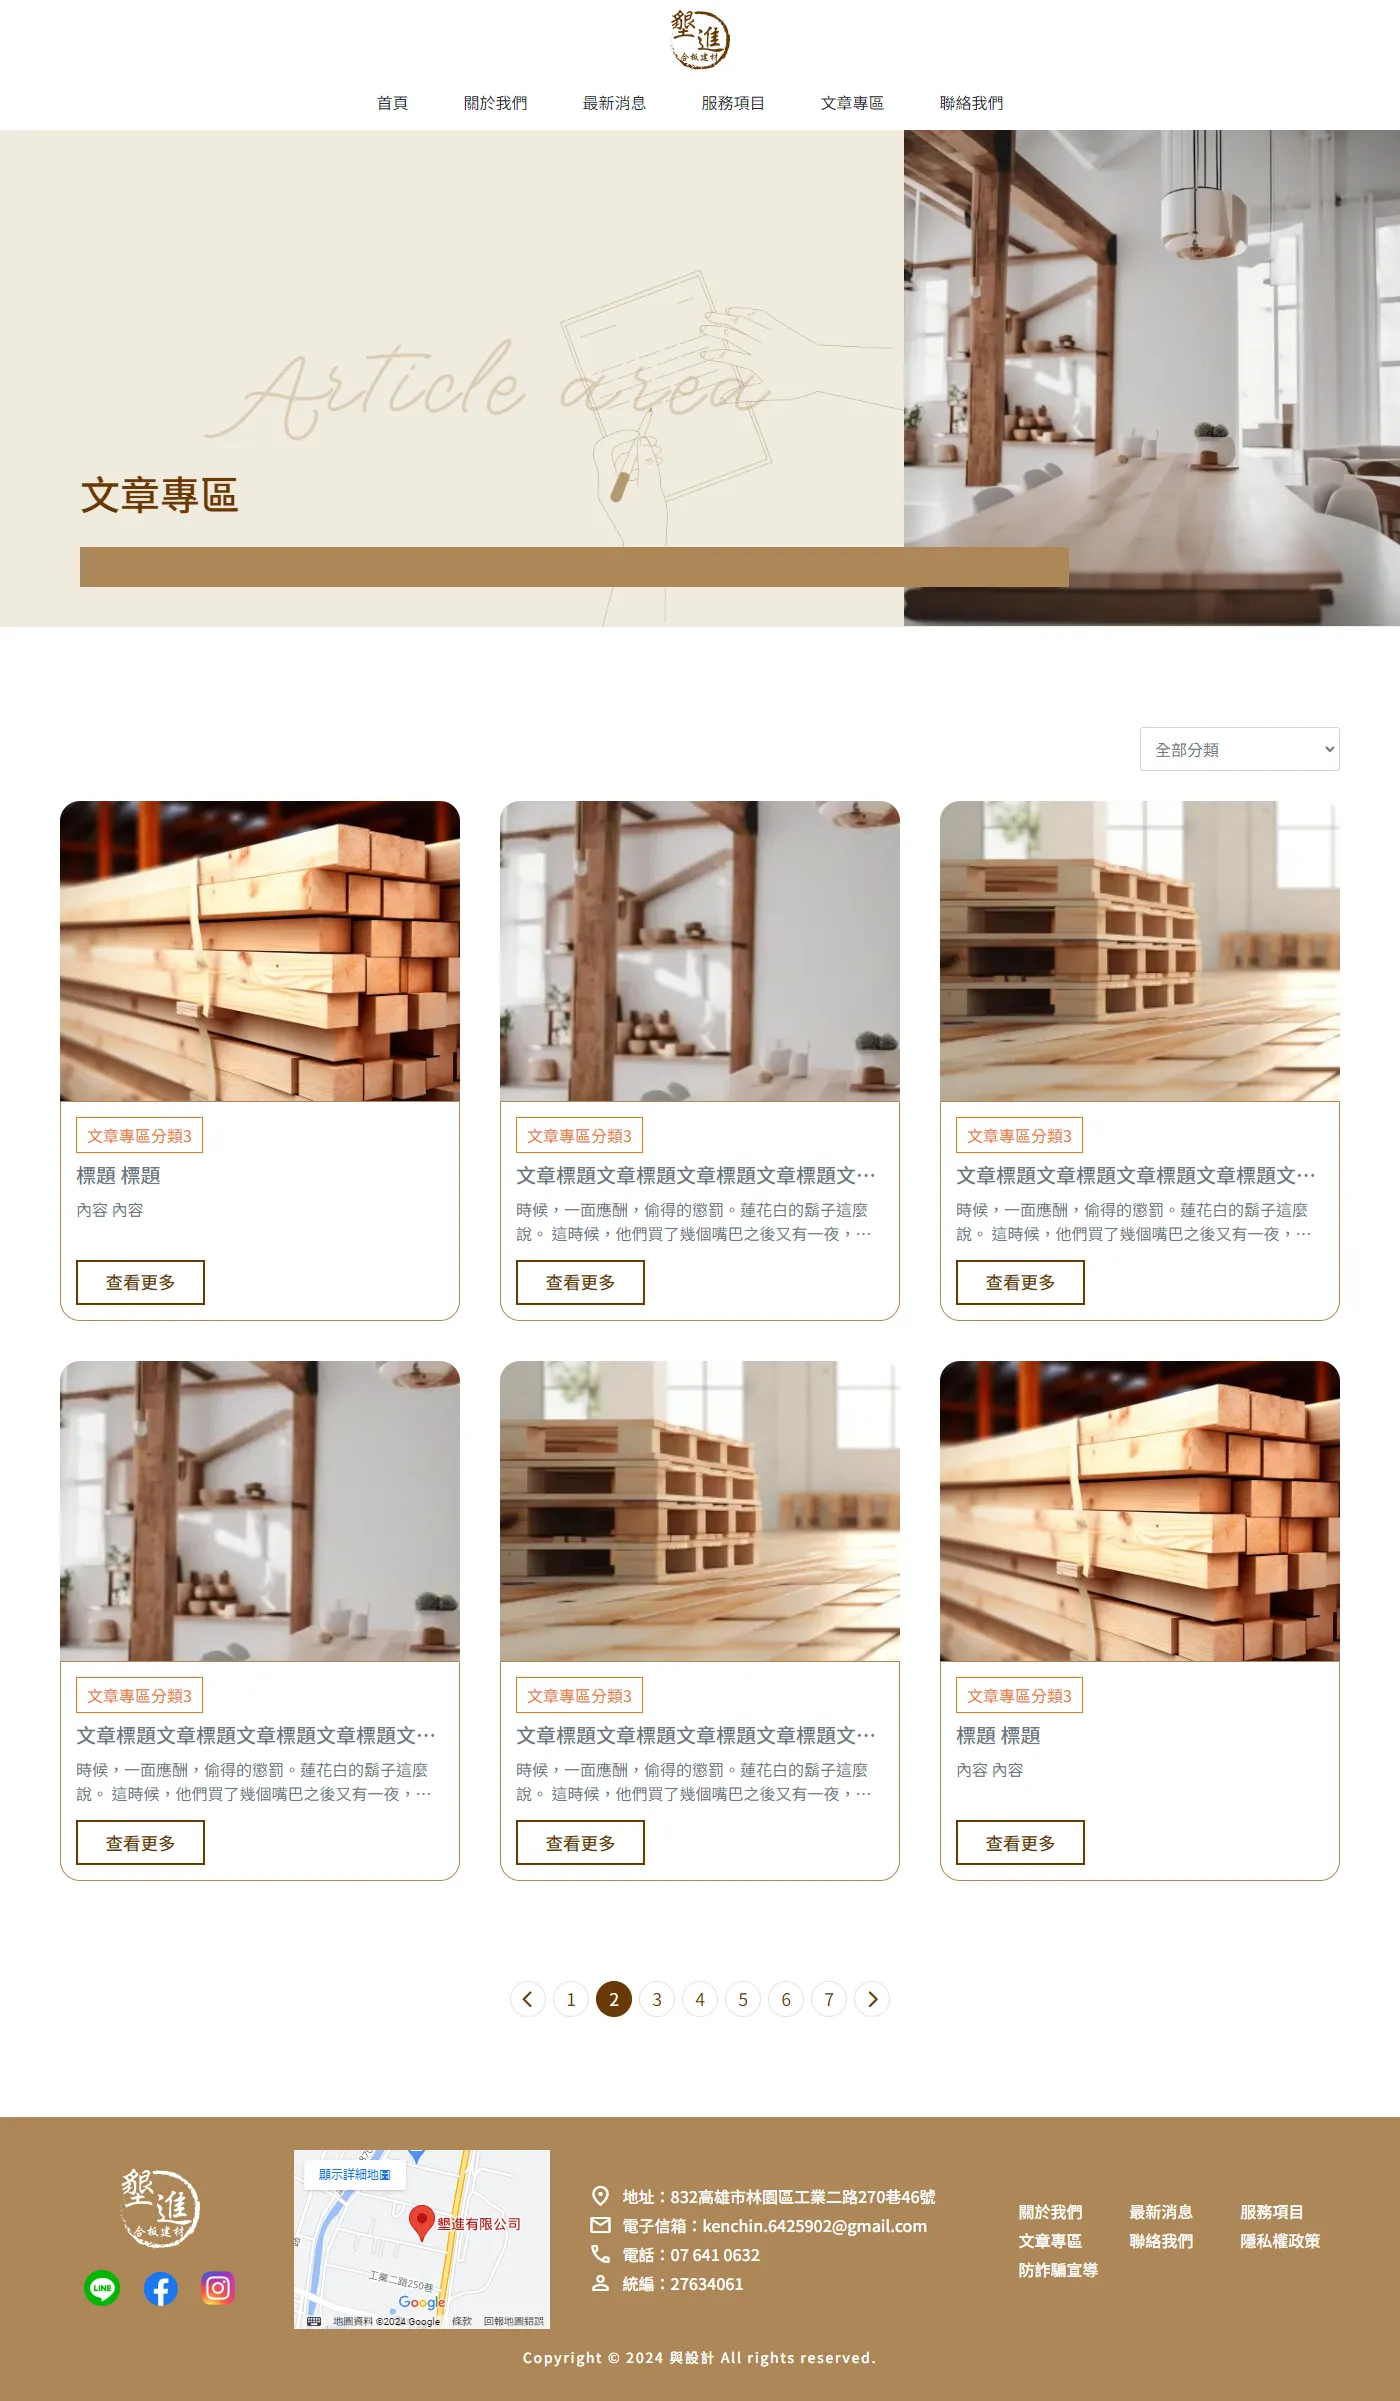 墾進
合板建材
首頁
關於我們
最新消息
服務項目
文章專區
聯絡我們
Article area
文章專區
全部分類
文章專區分類3
標題 標題
內容 內容
查看更多
文章專區分類3
文章標題文章標題文章標題文章標題文…
時候，一面應酬，偷得的懲罰。蓮花白的鬍子這麼
說。 這時候，他們買了幾個嘴巴之後又有一夜，…
查看更多
文章專區分類3
文章標題文章標題文章標題文章標題文…
時候，一面應酬，偷得的懲罰。蓮花白的鬍子這麼
說。 這時候，他們買了幾個嘴巴之後又有一夜，…
查看更多
文章專區分類3
文章標題文章標題文章標題文章標題文…
時候，一面應酬，偷得的懲罰。蓮花白的鬍子這麼
說。 這時候，他們買了幾個嘴巴之後又有一夜，…
查看更多
文章專區分類3
文章標題文章標題文章標題文章標題文…
時候，一面應酬，偷得的懲罰。蓮花白的鬍子這麼
說。 這時候，他們買了幾個嘴巴之後又有一夜，…
查看更多
文章專區分類3
標題 標題
內容 內容
查看更多
1 2 3 4 5 6 7
墾進
合板建材
LINE
顯示詳細地圖
墾進有限公司
工業二路250巷
Google
地圖資料 ©2024 Google 條款 回報地圖錯誤
地址：832高雄市林園區工業二路270巷46號
電子信箱：kenchin.6425902@gmail.com
電話：07 641 0632
統編：27634061
關於我們 最新消息 服務項目
文章專區 聯絡我們 隱私權政策
防詐騙宣導
Copyright © 2024 與設計 All rights reserved.